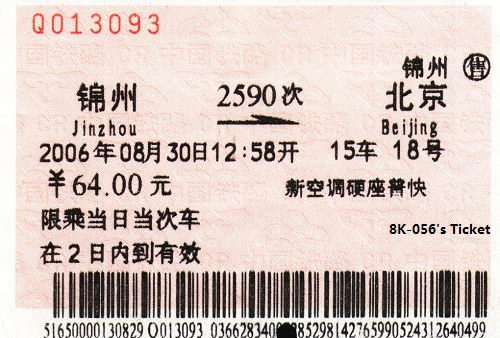 Q013093
锦州 售
锦州 2590次 北京
Jinzhou Beijing
2006年08月30日12:58开 15车 18号
￥64.00元 新空调硬座普快
限乘当日当次车
8K-056's Ticket
在2日内到有效